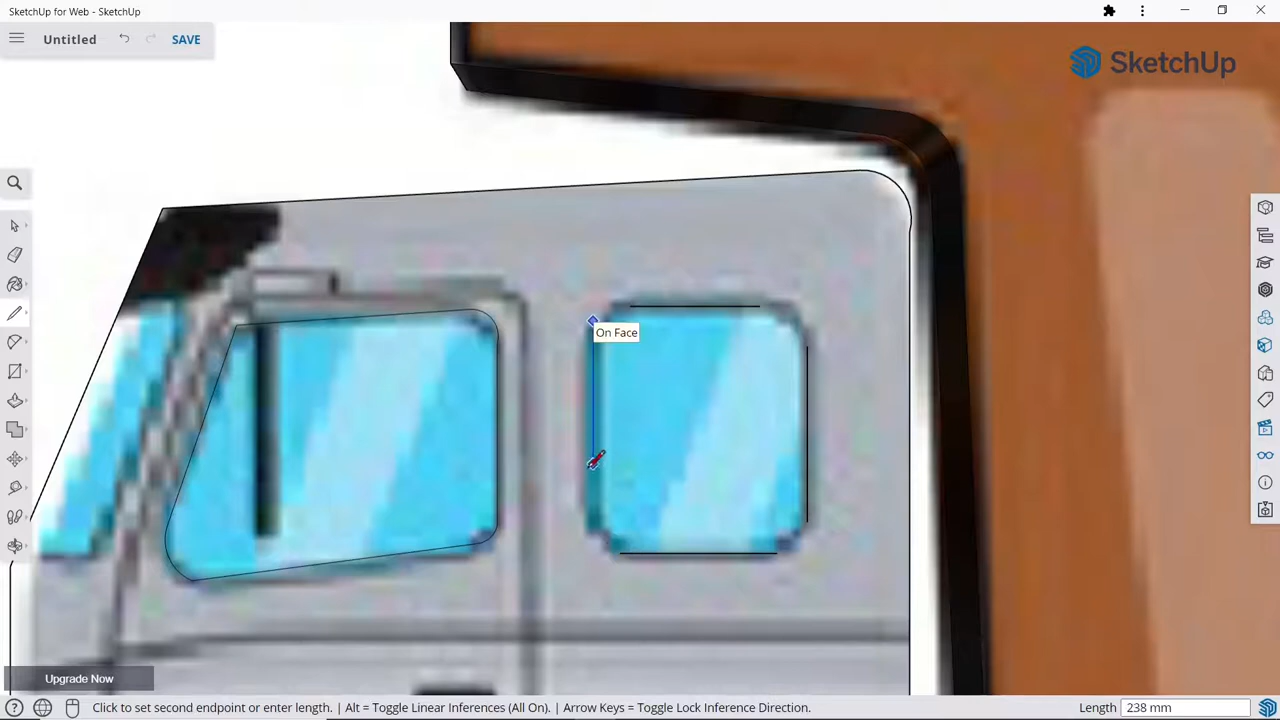 SketchUp for Web - SketchUp
Untitled
SAVE
SketchUp
On Face
Upgrade Now
Click to set second endpoint or enter length. | Alt = Toggle Linear Inferences (All On). | Arrow Keys = Toggle Lock Inference Direction.
Length
238 mm